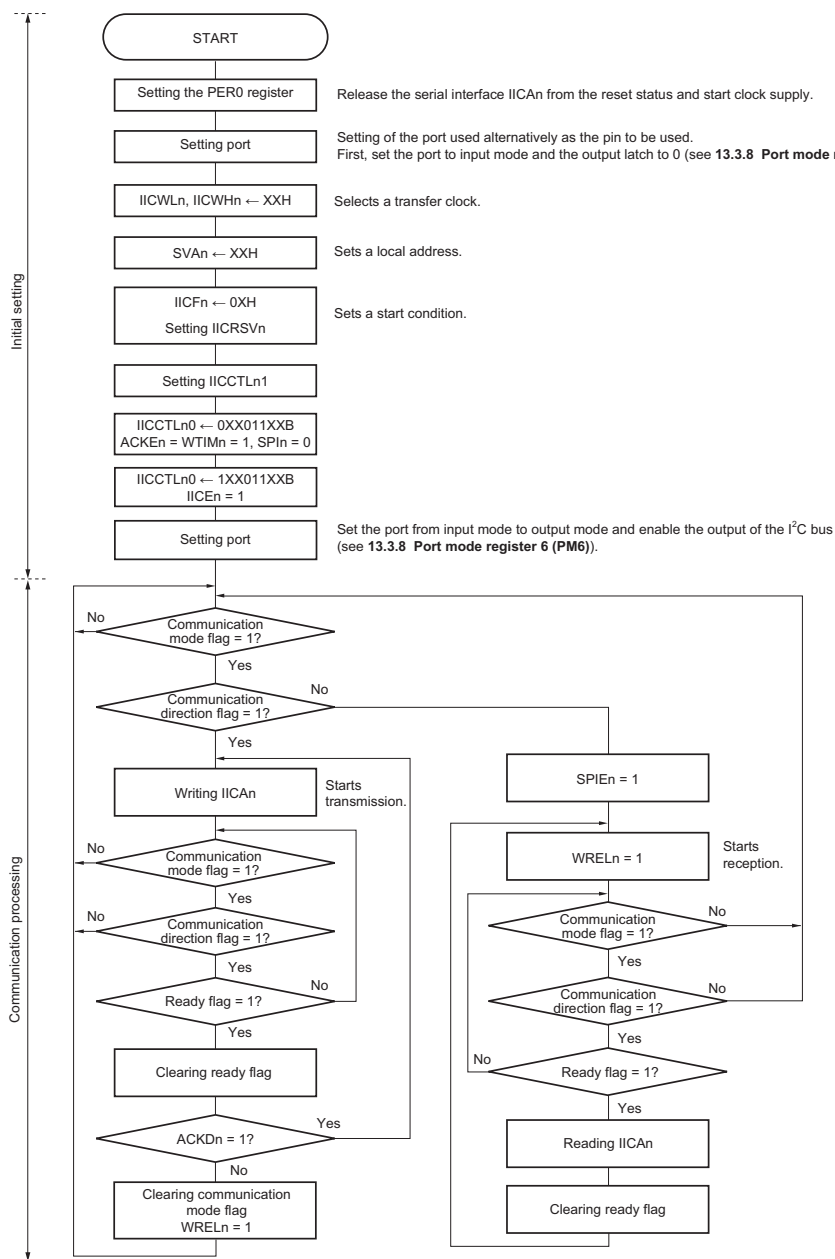 START
Setting the PER0 register
Release the serial interface IICAn from the reset status and start clock supply.
Setting port
Setting of the port used alternatively as the pin to be used.
First, set the port to input mode and the output latch to 0 (see 13.3.8 Port mode
IICWLn, IICWHn ← XXH
Selects a transfer clock.
SVAn ← XXH
Sets a local address.
IICFn ← 0XH
Setting IICRSVn
Sets a start condition.
Setting IICCTLn1
IICCTLn0 ← 0XX011XXB
ACKEn = WTIMn = 1, SPIn = 0
IICCTLn0 ← 1XX011XXB
IICEn = 1
Setting port
Set the port from input mode to output mode and enable the output of the I²C bus
(see 13.3.8 Port mode register 6 (PM6)).
Initial setting
No
Communication
mode flag = 1?
Yes
Communication
direction flag = 1?
No
Yes
Writing IICAn
Starts
transmission.
No
Communication
mode flag = 1?
Yes
No
Communication
direction flag = 1?
Yes
Ready flag = 1?
No
Yes
Clearing ready flag
ACKDn = 1?
Yes
No
Clearing communication
mode flag
WRELn = 1
SPIEn = 1
WRELn = 1
Starts
reception.
Communication
mode flag = 1?
No
Yes
Communication
direction flag = 1?
No
Yes
No
Ready flag = 1?
Yes
Reading IICAn
Clearing ready flag
Communication processing